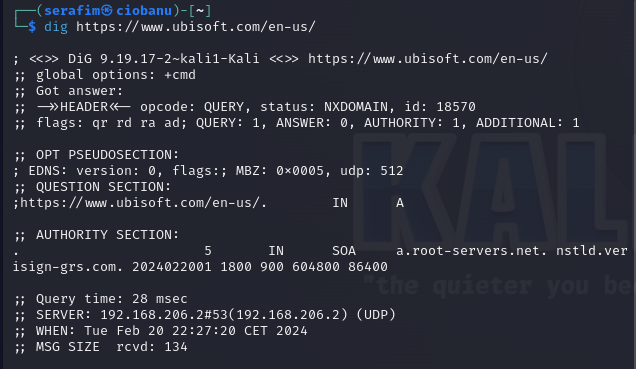 ┌──(serafim㉿ciobanu)-[~]
└─$ dig https://www.ubisoft.com/en-us/

; <<>> DiG 9.19.17-2~kali1-Kali <<>> https://www.ubisoft.com/en-us/
;; global options: +cmd
;; Got answer:
;; ->>HEADER<<- opcode: QUERY, status: NXDOMAIN, id: 18570
;; flags: qr rd ra ad; QUERY: 1, ANSWER: 0, AUTHORITY: 1, ADDITIONAL: 1

;; OPT PSEUDOSECTION:
; EDNS: version: 0, flags:; MBZ: 0x0005, udp: 512
;; QUESTION SECTION:
;https://www.ubisoft.com/en-us/.        IN      A

;; AUTHORITY SECTION:
.                       5       IN      SOA     a.root-servers.net. nstld.ver
isign-grs.com. 2024022001 1800 900 604800 86400

;; Query time: 28 msec
;; SERVER: 192.168.206.2#53(192.168.206.2) (UDP)
;; WHEN: Tue Feb 20 22:27:20 CET 2024
;; MSG SIZE  rcvd: 134
KAL
"the quieter you be